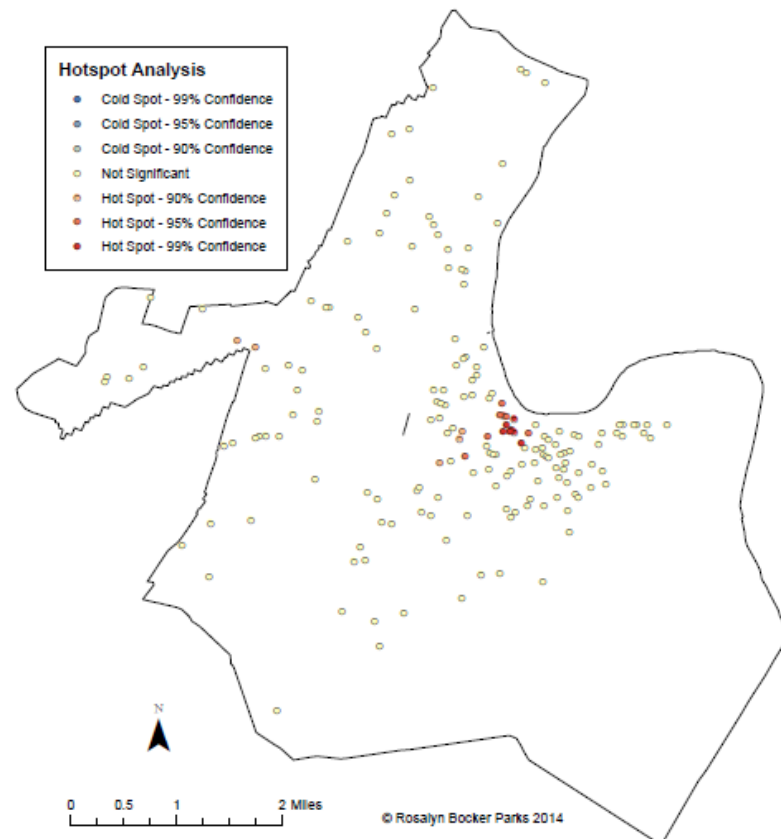 Hotspot Analysis
Cold Spot - 99% Confidence
Cold Spot - 95% Confidence
Cold Spot - 90% Confidence
Not Significant
Hot Spot - 90% Confidence
Hot Spot - 95% Confidence
Hot Spot - 99% Confidence
N
0 0.5 1 2 Miles
© Rosalyn Bocker Parks 2014